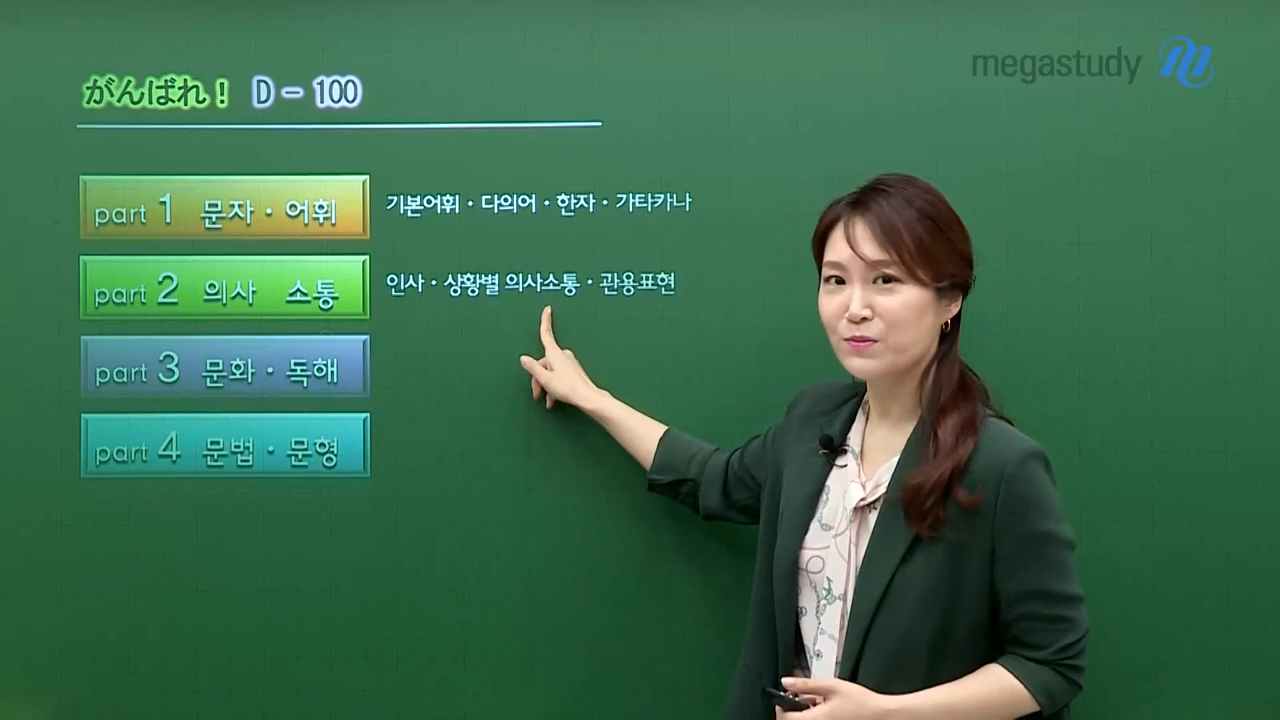 megastudy
がんばれ! D-100
part 1 문자·어휘 기본어휘·다의어·한자·가타카나
part 2 의사 소통 인사·상황별 의사소통·관용표현
part 3 문화·독해
part 4 문법·문형